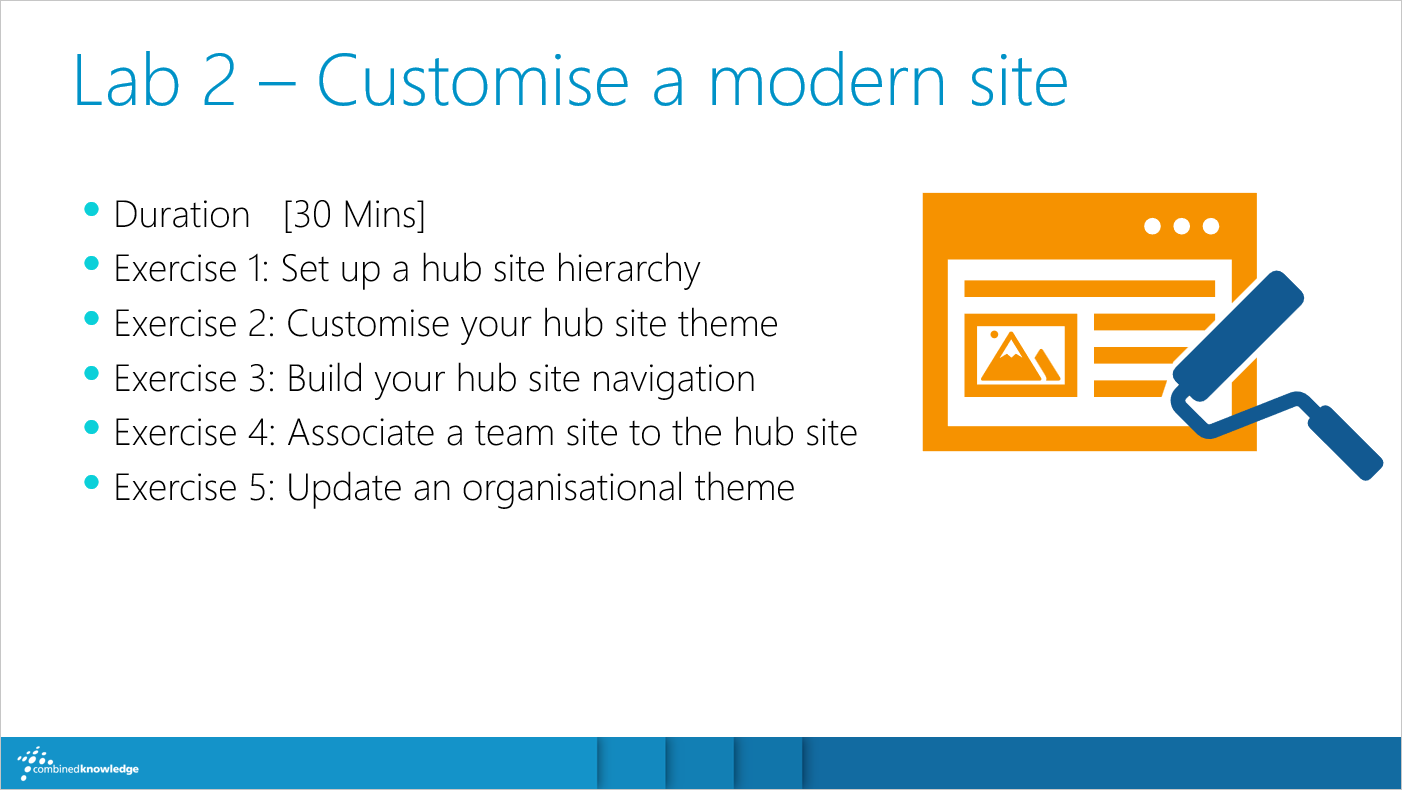 Lab 2 – Customise a modern site
• Duration [30 Mins]
• Exercise 1: Set up a hub site hierarchy
• Exercise 2: Customise your hub site theme
• Exercise 3: Build your hub site navigation
• Exercise 4: Associate a team site to the hub site
• Exercise 5: Update an organisational theme
combinedknowledge